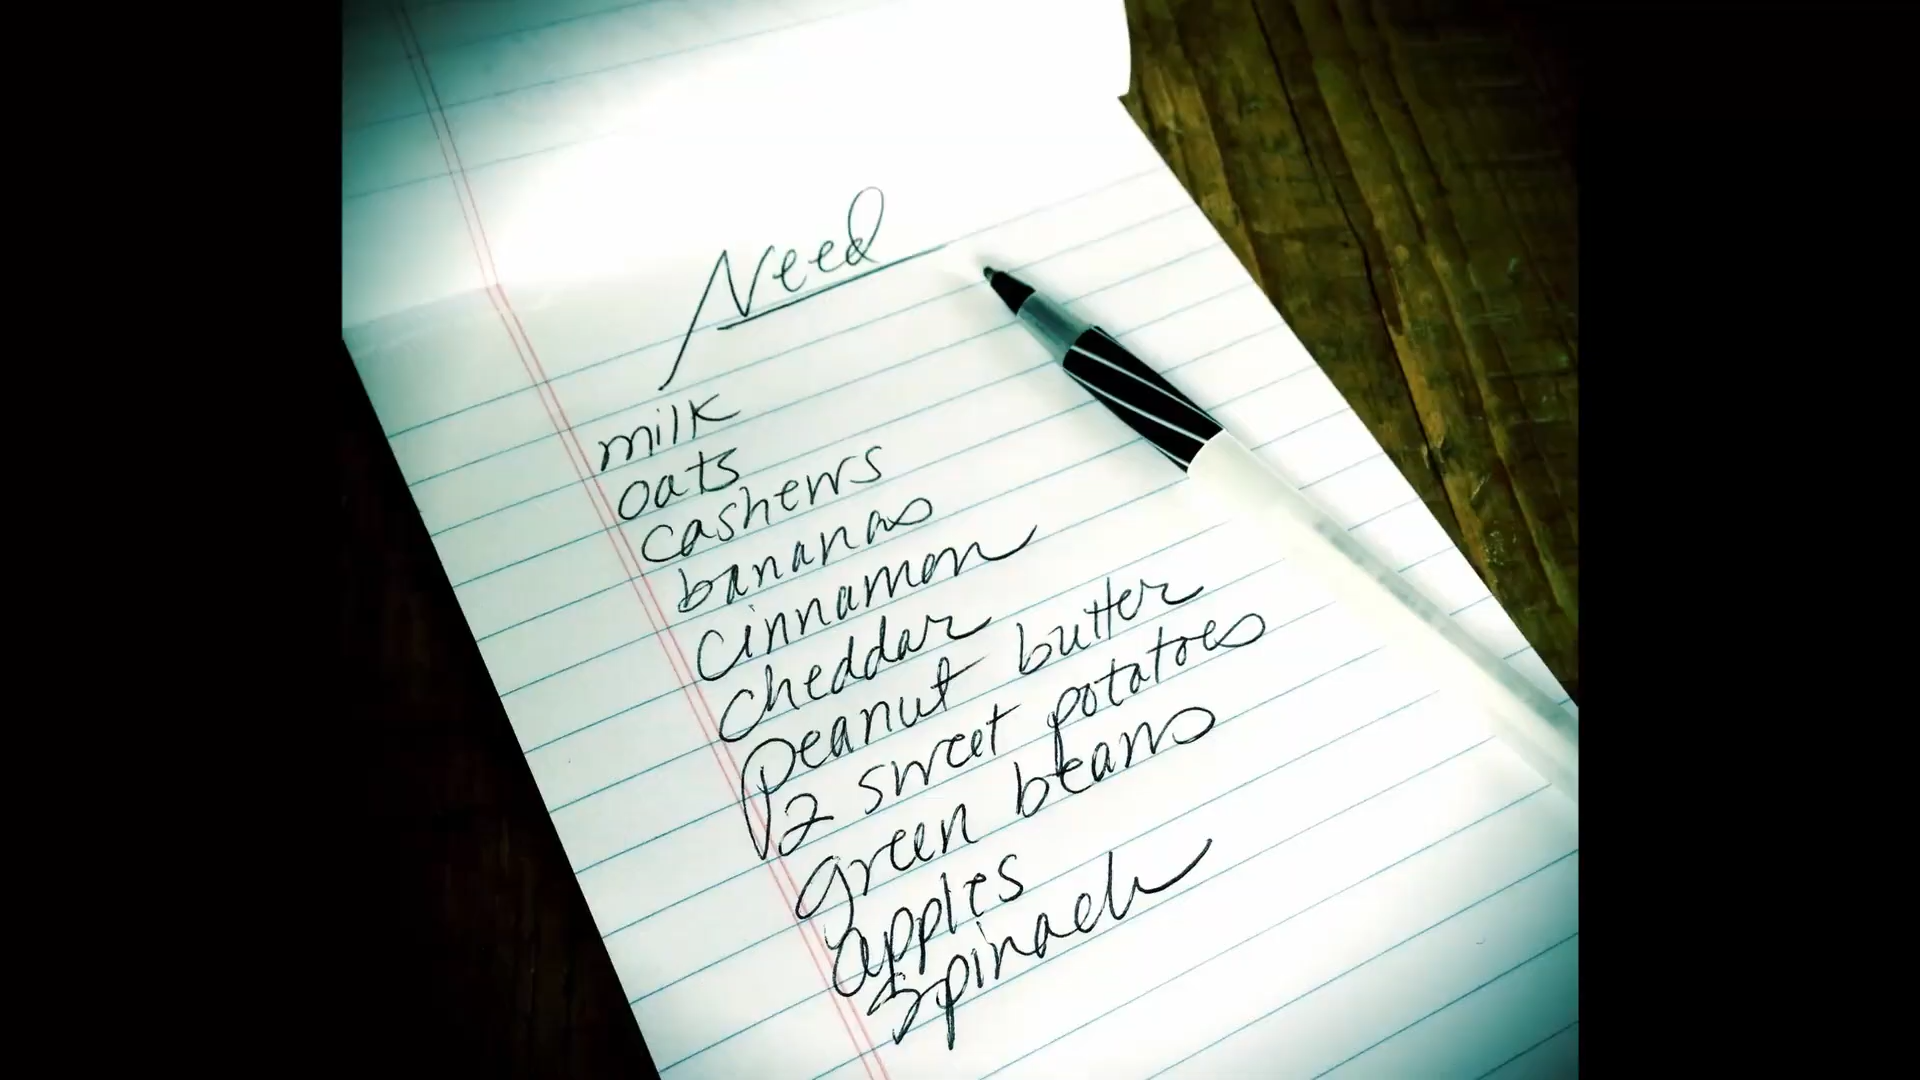 Need
milk
oats
cashews
bananas
cinnamon
cheddar
peanut butter
2 sweet potatoes
green beans
apples
spinach